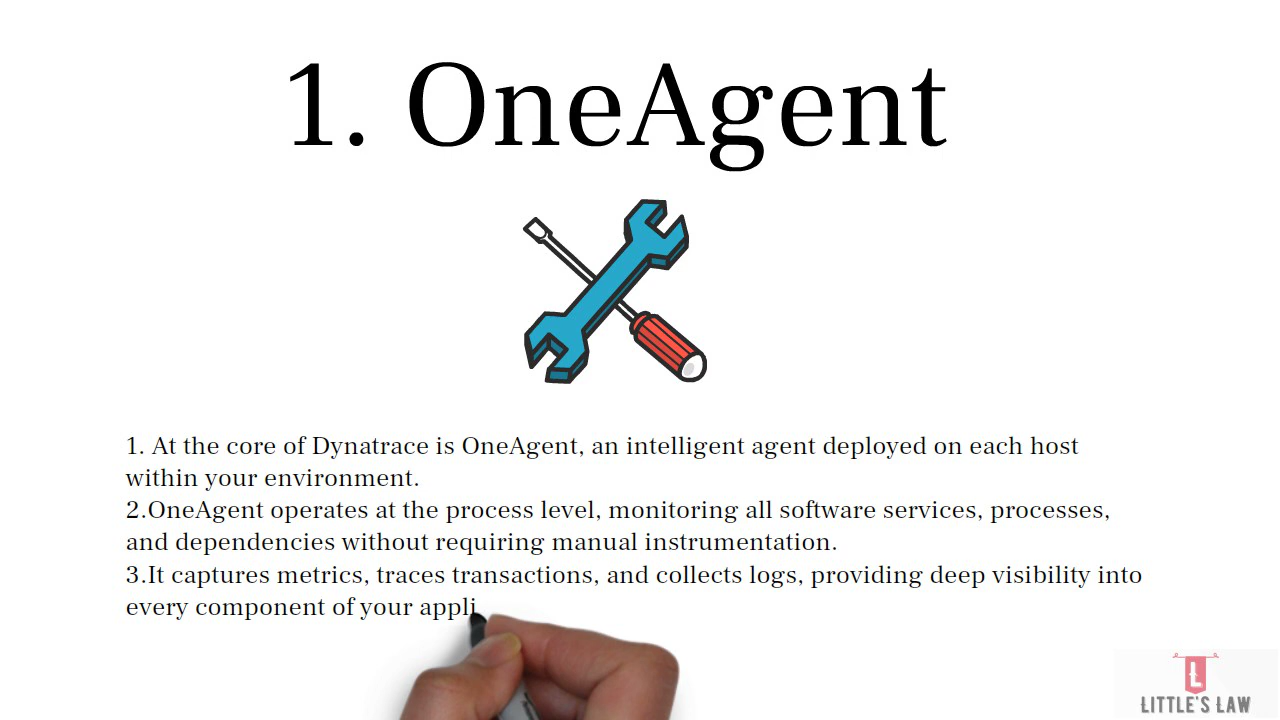 1. OneAgent
1. At the core of Dynatrace is OneAgent, an intelligent agent deployed on each host
within your environment.
2.OneAgent operates at the process level, monitoring all software services, processes,
and dependencies without requiring manual instrumentation.
3.It captures metrics, traces transactions, and collects logs, providing deep visibility into
every component of your appli
L
LITTLE'S LAW